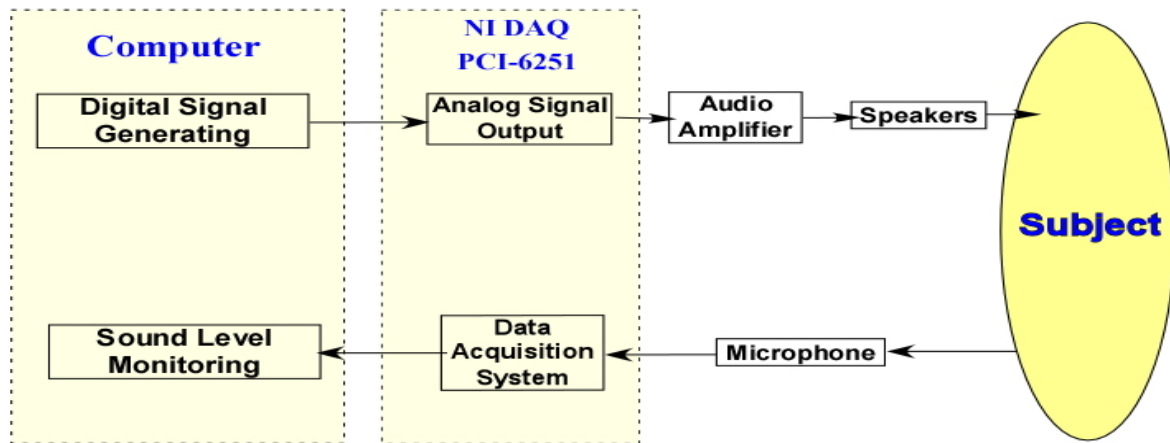 Computer
NI DAQ
PCI-6251
Digital Signal
Generating
Analog Signal
Output
Audio
Amplifier
Speakers
Subject
Sound Level
Monitoring
Data
Acquisition
System
Microphone